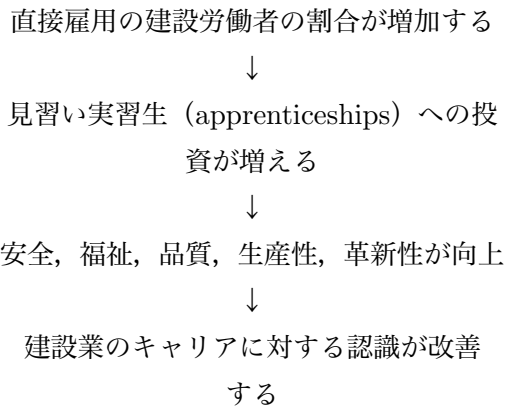 直接雇用の建設労働者の割合が増加する
↓
見習い実習生（apprenticeships）への投
資が増える
↓
安全，福祉，品質，生産性，革新性が向上
↓
建設業のキャリアに対する認識が改善
する